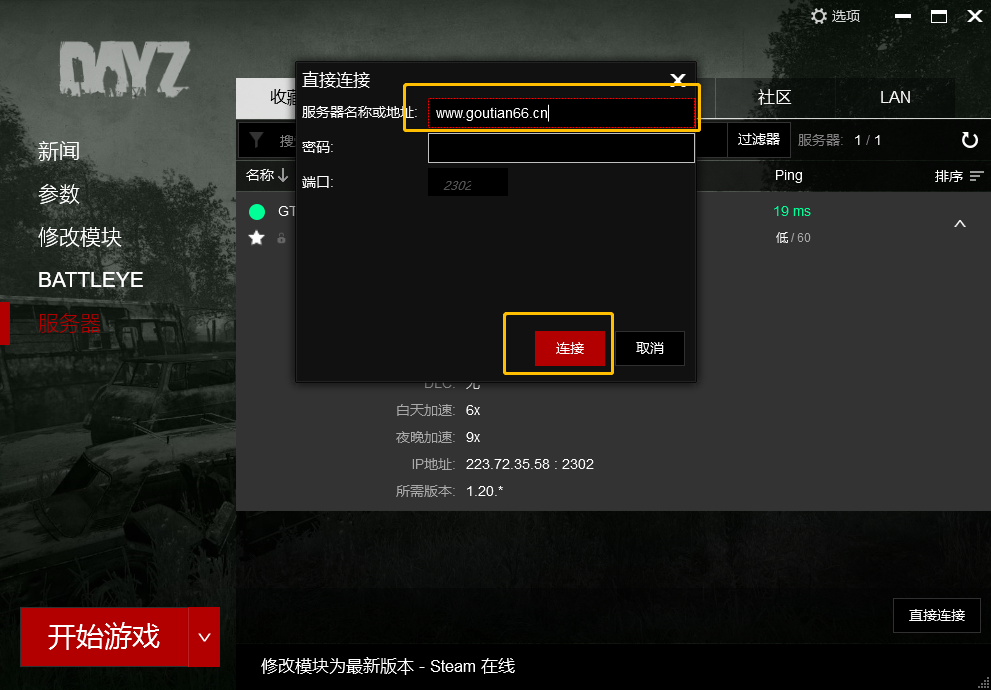 选项
DAYZ
新闻
参数
修改模块
BATTLEYE
服务器
开始游戏
收藏
社区
LAN
搜
过滤器
服务器: 1 / 1
名称
Ping
排序
GT
19 ms
低 / 60
直接连接
服务器名称或地址:
www.goutian66.cn
密码:
端口:
2302
连接
取消
DLC: 无
白天加速: 6x
夜晚加速: 9x
IP地址: 223.72.35.58 : 2302
所需版本: 1.20.*
直接连接
修改模块为最新版本 - Steam 在线